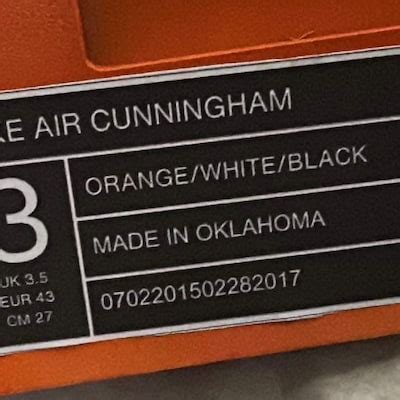 KE AIR CUNNINGHAM
3
ORANGE/WHITE/BLACK
MADE IN OKLAHOMA
UK 3.5
EUR 43
CM 27
0702201502282017